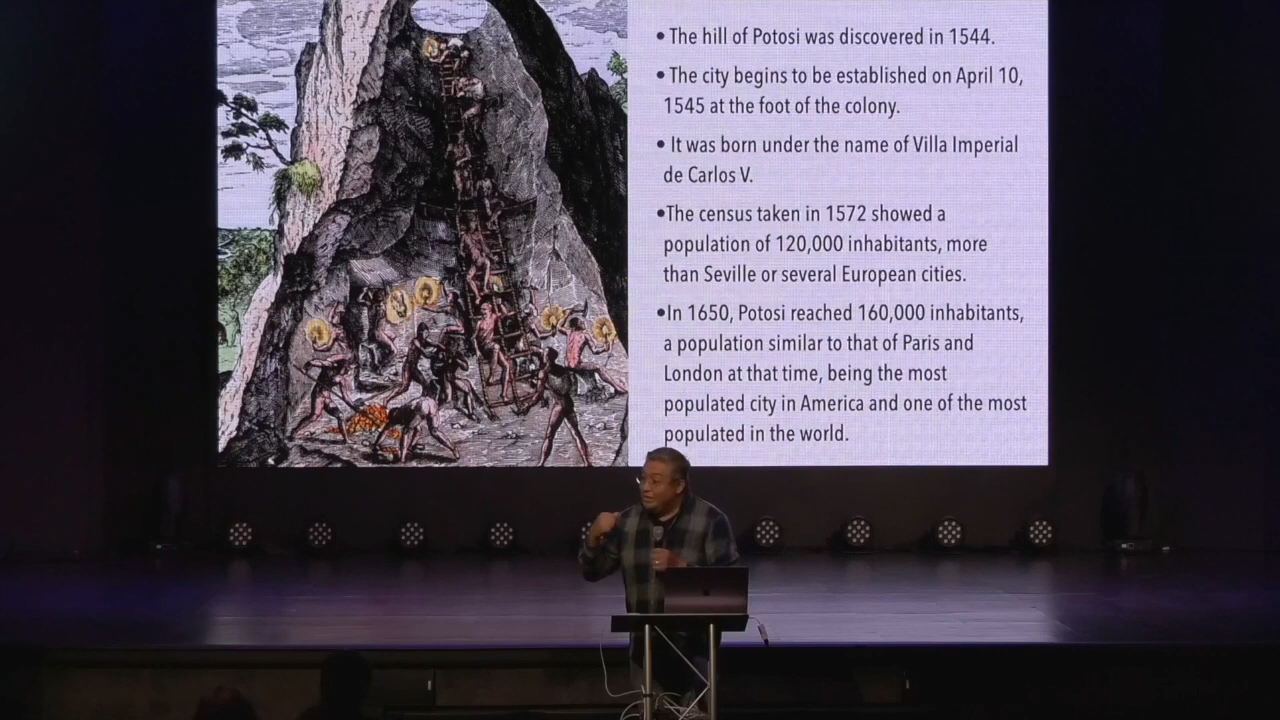 • The hill of Potosi was discovered in 1544.
• The city begins to be established on April 10,
1545 at the foot of the colony.
• It was born under the name of Villa Imperial
de Carlos V.
•The census taken in 1572 showed a
population of 120,000 inhabitants, more
than Seville or several European cities.
•In 1650, Potosi reached 160,000 inhabitants,
a population similar to that of Paris and
London at that time, being the most
populated city in America and one of the most
populated in the world.